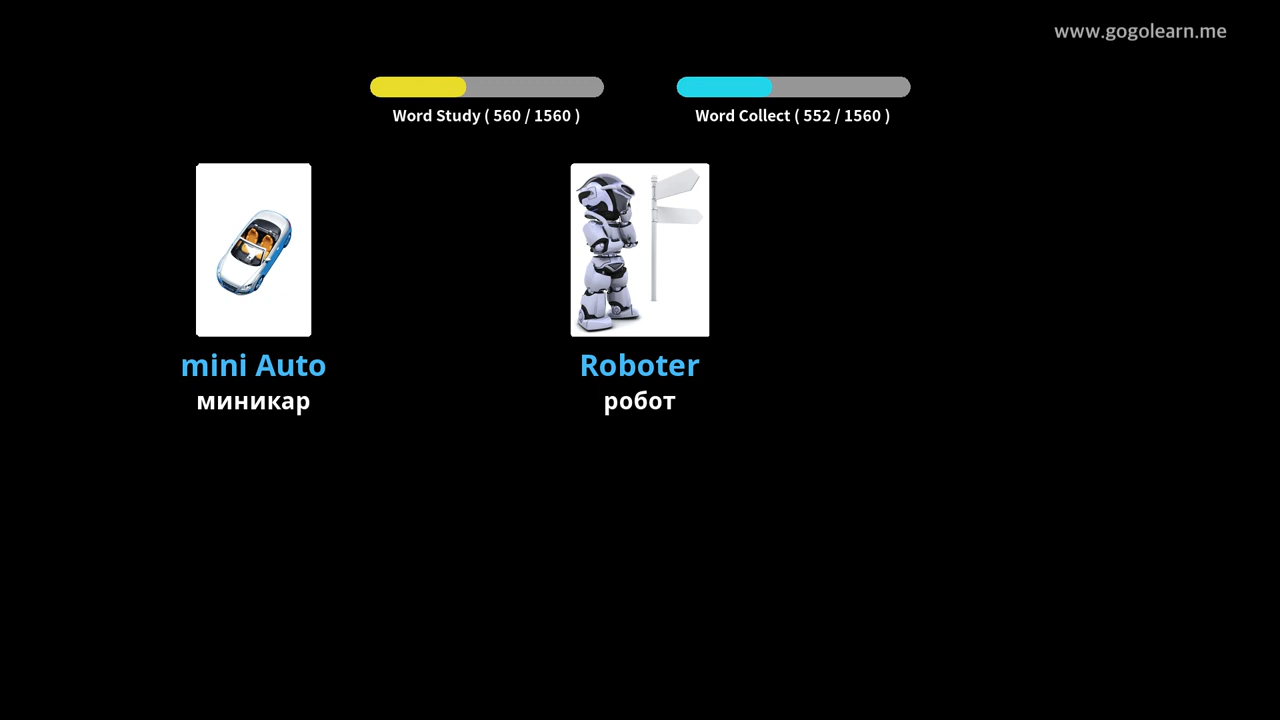 www.gogolearn.me
Word Study ( 560 / 1560 )
Word Collect ( 552 / 1560 )
mini Auto
миникар
Roboter
робот